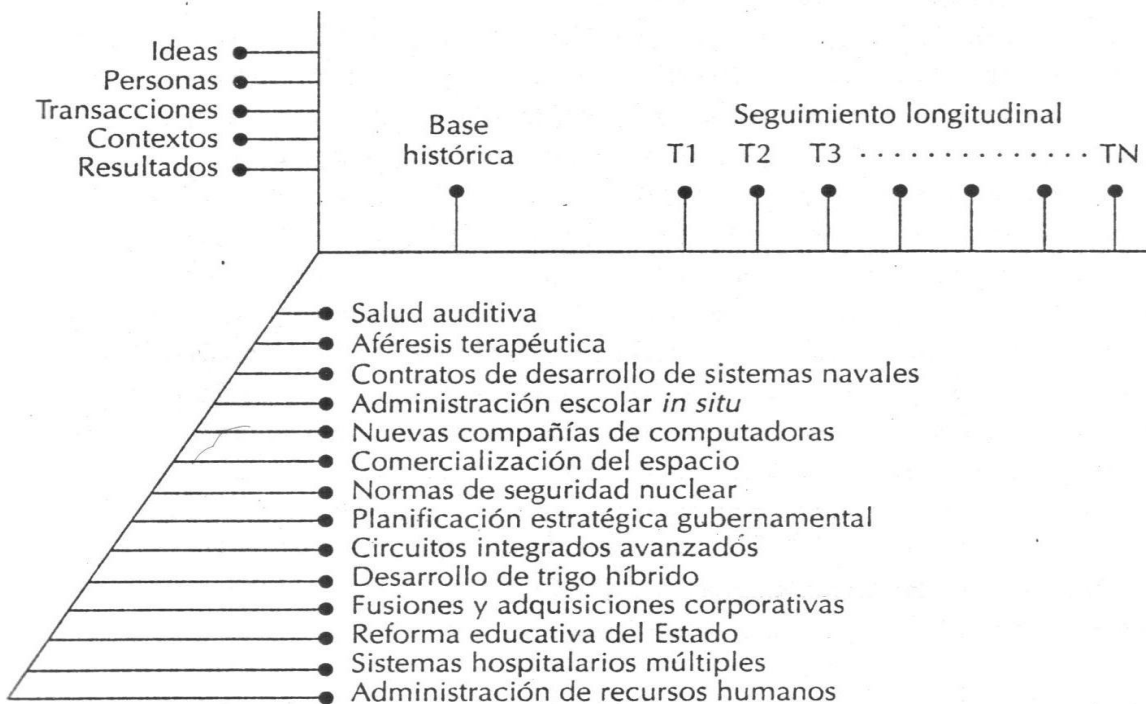 Ideas
Personas
Transacciones
Contextos
Resultados
Base
histórica
Seguimiento longitudinal
T1 T2 T3 . . . . . . . . . . . . . . . TN
Salud auditiva
Aféresis terapéutica
Contratos de desarrollo de sistemas navales
Administración escolar in situ
Nuevas compañías de computadoras
Comercialización del espacio
Normas de seguridad nuclear
Planificación estratégica gubernamental
Circuitos integrados avanzados
Desarrollo de trigo híbrido
Fusiones y adquisiciones corporativas
Reforma educativa del Estado
Sistemas hospitalarios múltiples
Administración de recursos humanos